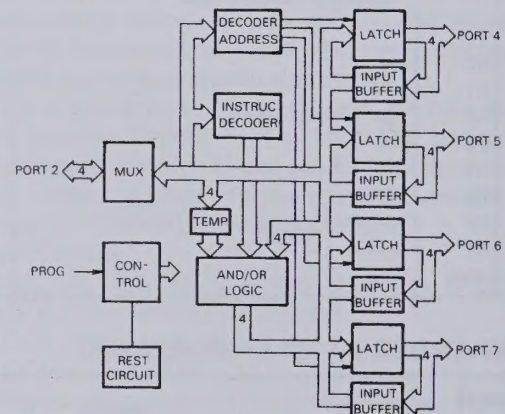 DECODER
ADDRESS
LATCH
4
PORT 4
INPUT
BUFFER
INSTRUC
DECOOER
LATCH
4
PORT 5
PORT 2
4
MUX
INPUT
BUFFER
4
TEMP
4
LATCH
4
PORT 6
PROG
CON-
TROL
AND/OR
LOGIC
INPUT
BUFFER
4
REST
CIRCUIT
LATCH
4
PORT 7
INPUT
BUFFER